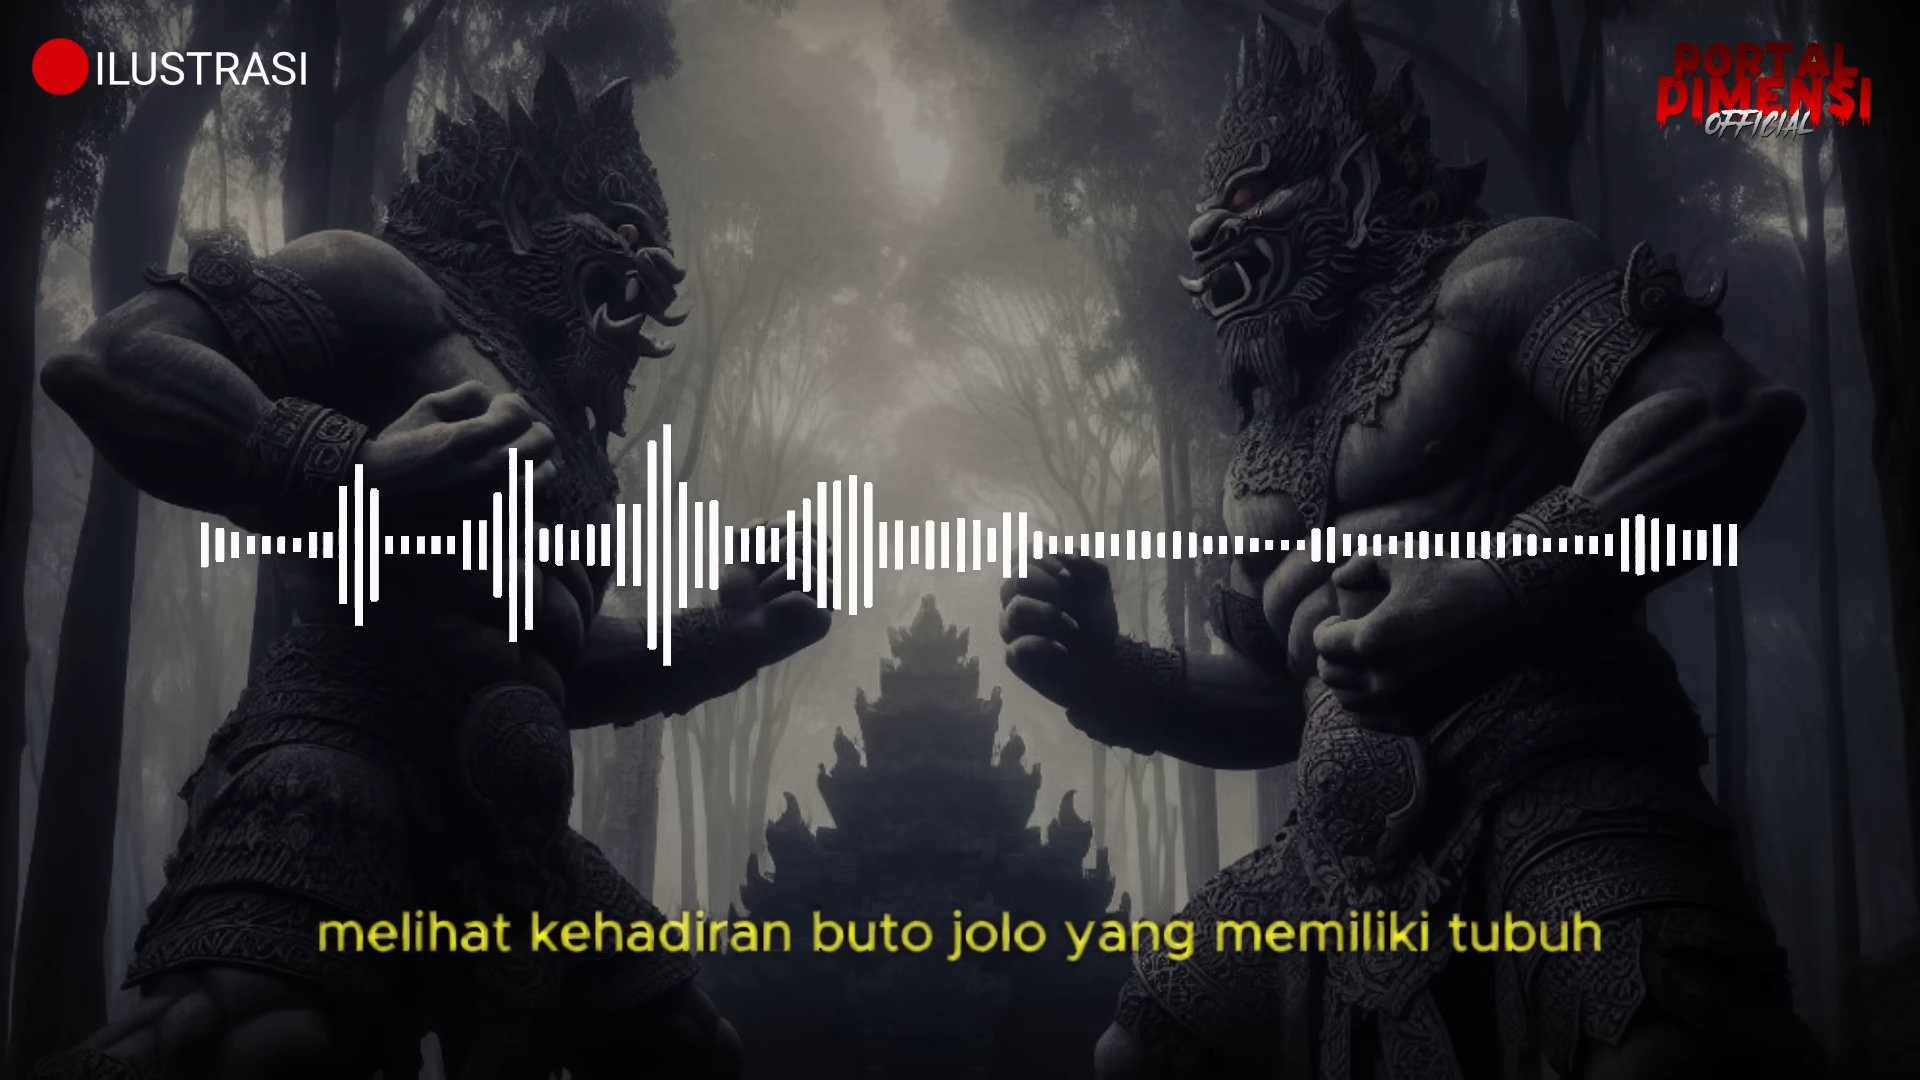 ILUSTRASI
PORTAL
DIMENSI
OFFICIAL
melihat kehadiran buto jolo yang memiliki tubuh